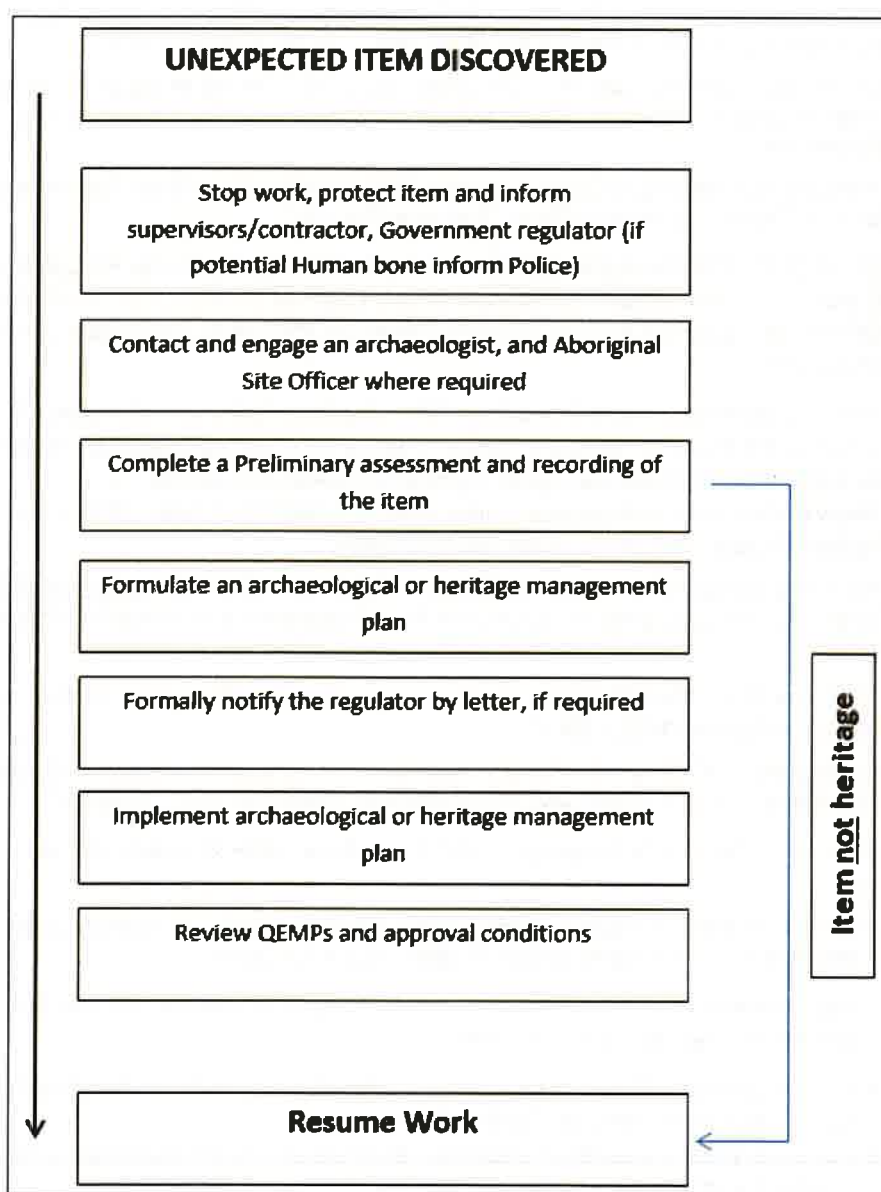 UNEXPECTED ITEM DISCOVERED
Stop work, protect item and inform
supervisors/contractor, Government regulator (if
potential Human bone inform Police)
Contact and engage an archaeologist, and Aboriginal
Site Officer where required
Complete a Preliminary assessment and recording of
the item
Formulate an archaeological or heritage management
plan
Formally notify the regulator by letter, if required
Implement archaeological or heritage management
plan
Review QEMPs and approval conditions
Item not heritage
Resume Work